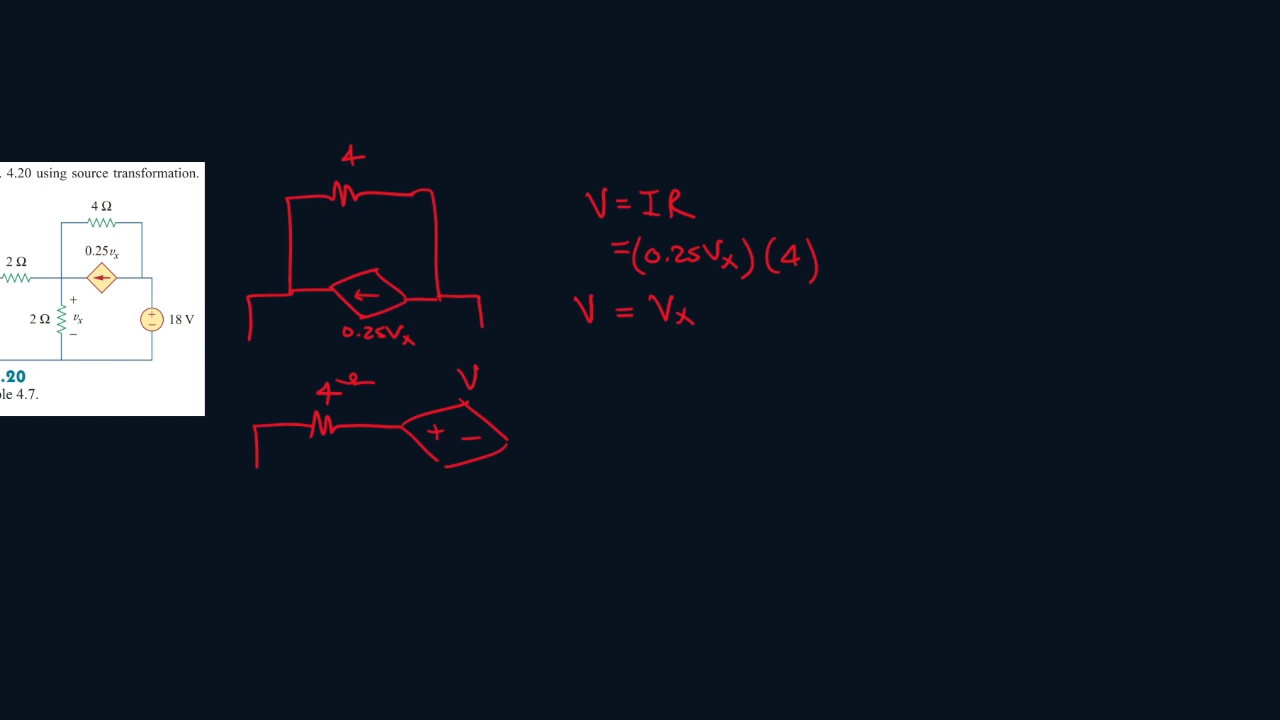 . 4.20 using source transformation.
4 Ω
0.25vx
2 Ω
+
2 Ω
vx
−
+
−
18 V
.20
le 4.7.
4
0.25Vx
4
V
+ −
V = IR
=(0.25Vx)(4)
V = Vx